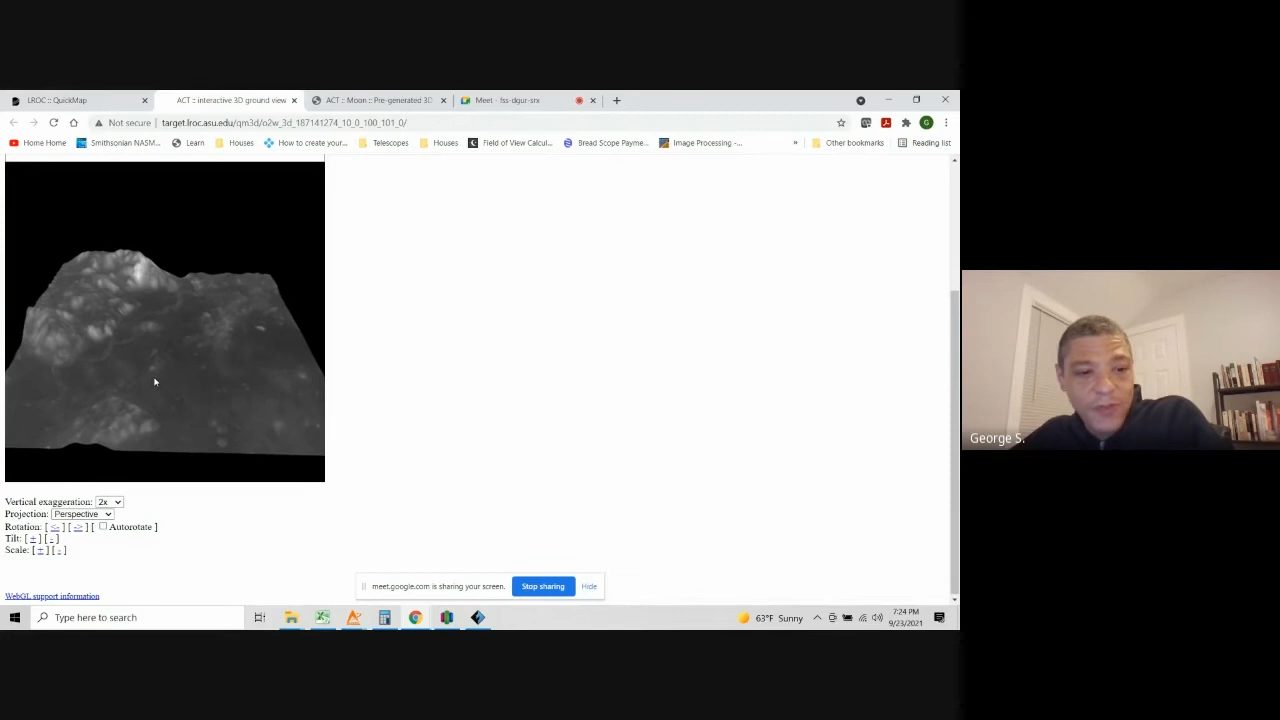 LROC :: QuickMap
ACT :: interactive 3D ground view
ACT :: Moon :: Pre-generated 3D
Meet - fss-dgur-srx
Not secure
target.lroc.asu.edu/qm3d/o2w_3d_187141274_10_0_100_101_0/
G
Home Home
Smithsonian NASM...
Learn
Houses
How to create your...
Telescopes
Houses
Field of View Calcul...
Bread Scope Payme...
Image Processing -...
»
Other bookmarks
Reading list
Vertical exaggeration: 2x
Projection: Perspective
Rotation: [ <- ] [ -> ] [ Autorotate ]
Tilt: [ + ] [ - ]
Scale: [ + ] [ - ]
George S.
meet.google.com is sharing your screen.
Stop sharing
Hide
WebGL support information
Type here to search
63°F Sunny
7:24 PM
9/23/2021